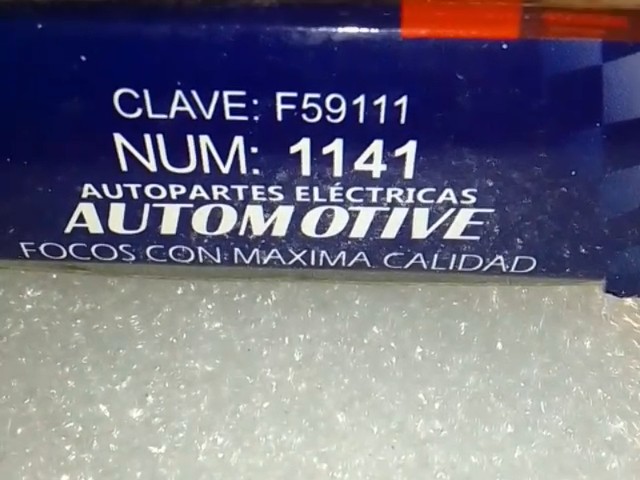 CLAVE: F59111
NUM: 1141
AUTOPARTES ELÉCTRICAS
AUTOMOTIVE
FOCOS CON MAXIMA CALIDAD